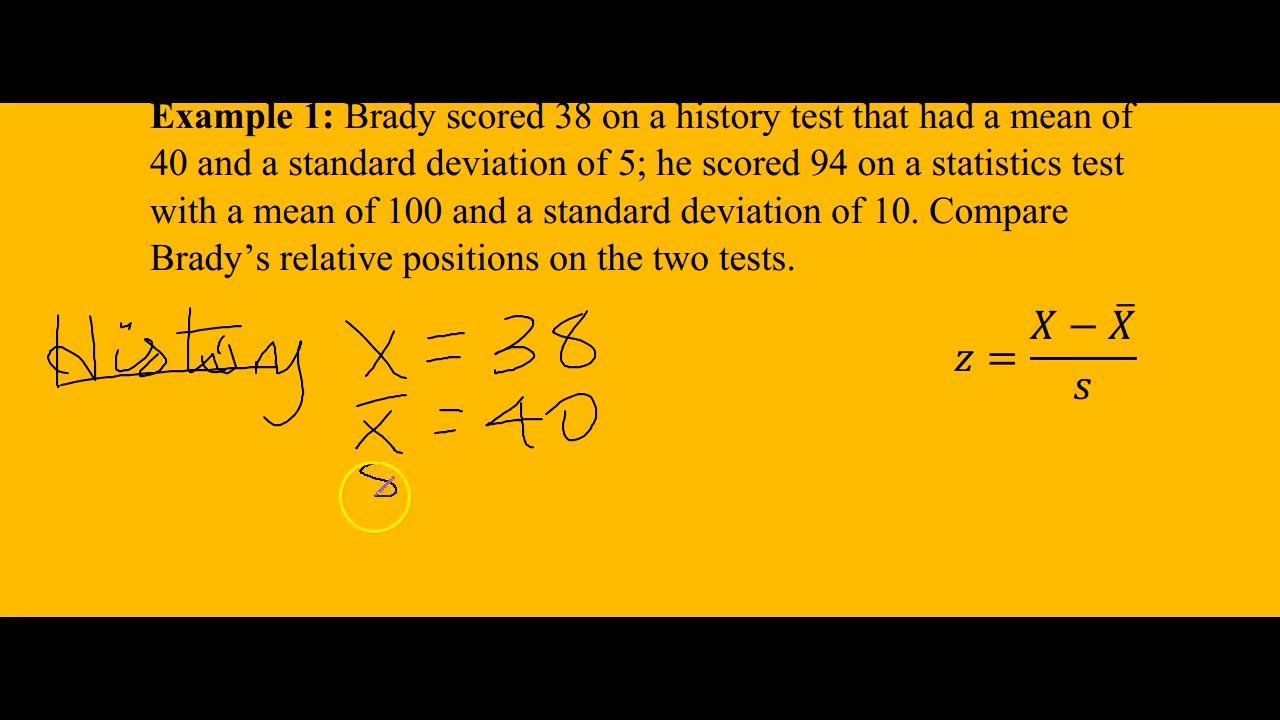 Example 1: Brady scored 38 on a history test that had a mean of
40 and a standard deviation of 5; he scored 94 on a statistics test
with a mean of 100 and a standard deviation of 10. Compare
Brady’s relative positions on the two tests.
History x = 38
x̄ = 40
s
z = (X − X̄) / s